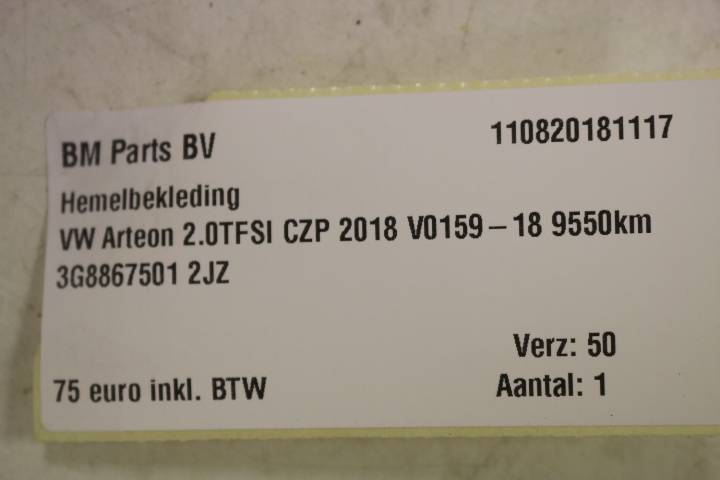 BM Parts BV 110820181117
Hemelbekleding
VW Arteon 2.0TFSI CZP 2018 V0159-18 9550km
3G8867501 2JZ
Verz: 50
75 euro inkl. BTW Aantal: 1